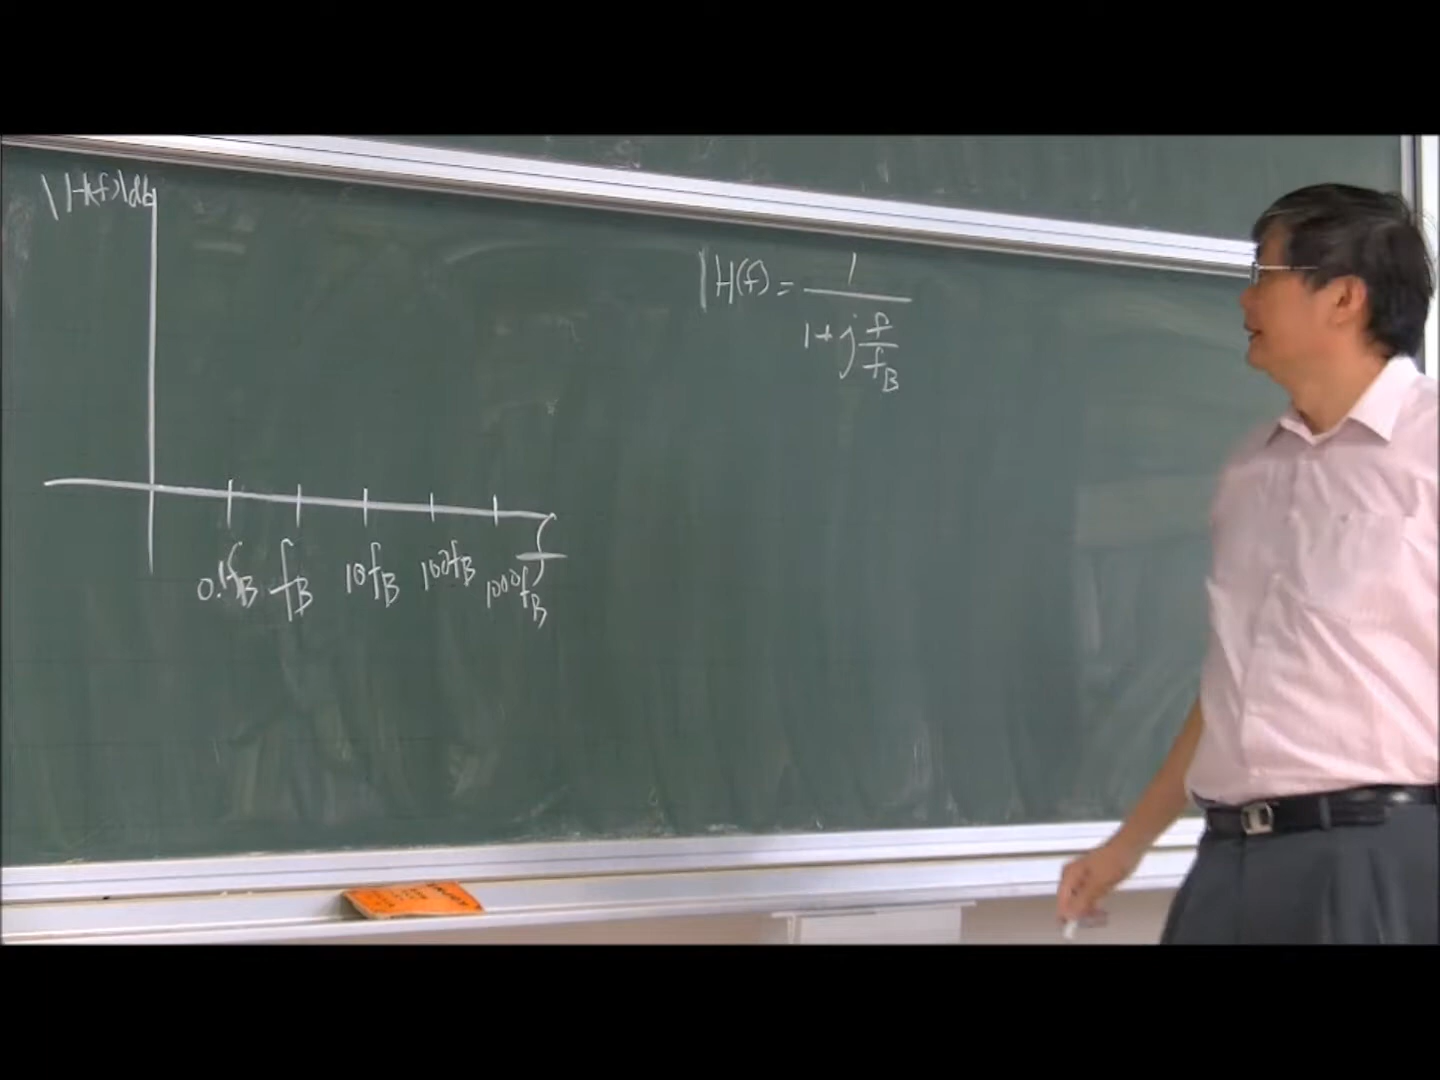 |H(f)|db
|H(f) = 1 / (1 + j f/f_B)
0.1f_B f_B 10f_B 100f_B 1000f_B f